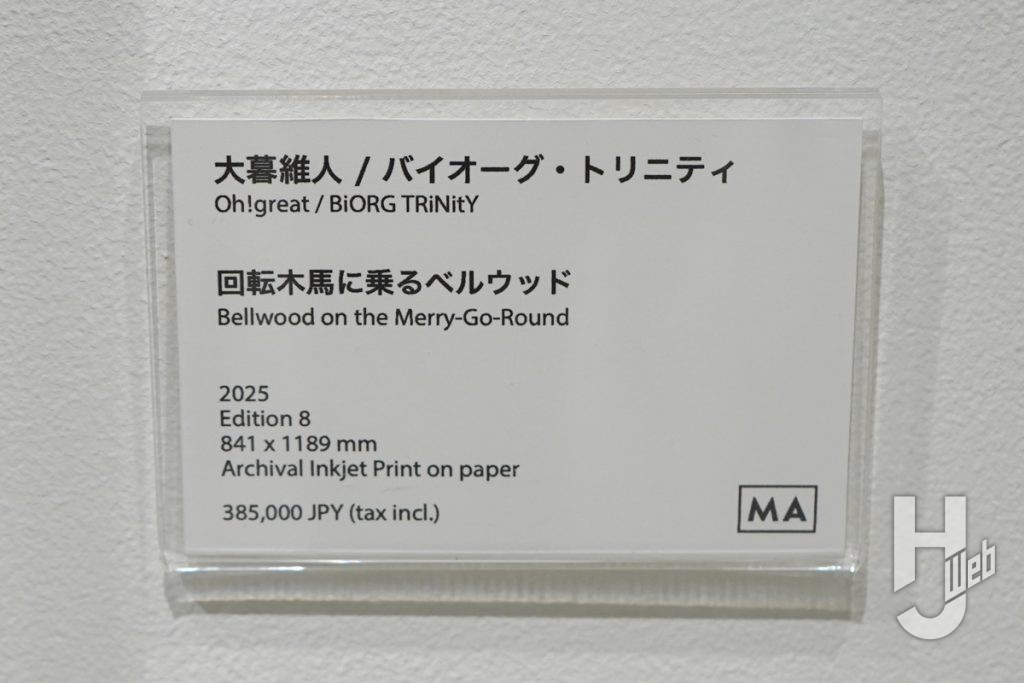 大暮維人 / バイオーグ・トリニティ
Oh!great / BiORG TRiNitY
回転木馬に乗るベルウッド
Bellwood on the Merry-Go-Round
2025
Edition 8
841 x 1189 mm
Archival Inkjet Print on paper
385,000 JPY (tax incl.)
MA
HJ Web